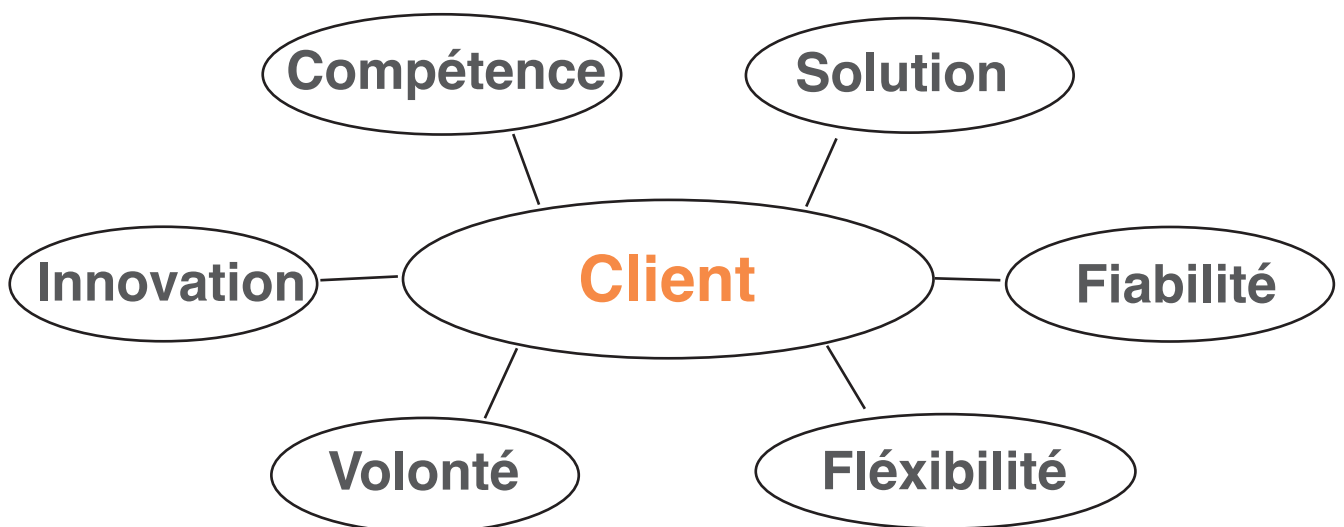 Compétence
Solution
Innovation
Client
Fiabilité
Volonté
Fléxibilité